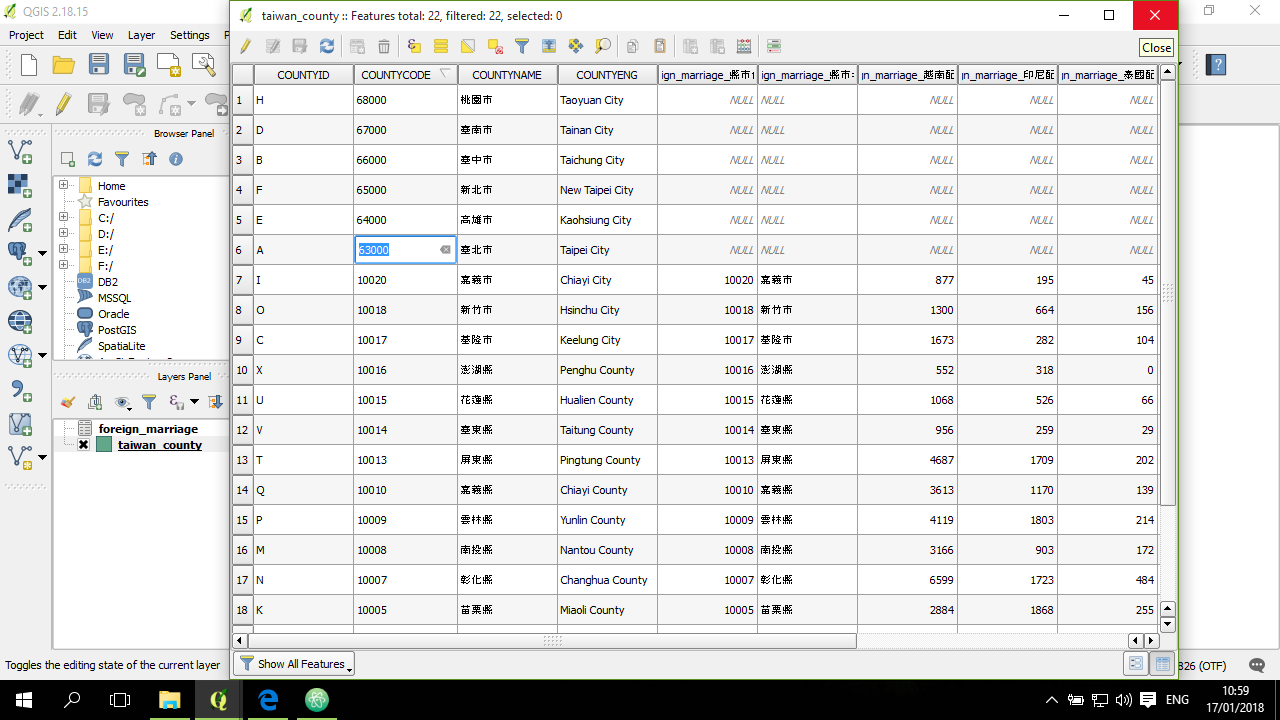 QGIS 2.18.15
taiwan_county :: Features total: 22, filtered: 22, selected: 0
Project Edit View Layer Settings
Close
COUNTYID COUNTYCODE COUNTYNAME COUNTYENG ign_marriage_縣市 ign_marriage_縣市 n_marriage_越南配 n_marriage_印尼配 n_marriage_泰國配
1 H 68000 桃園市 Taoyuan City NULL NULL NULL NULL NULL
2 D 67000 臺南市 Tainan City NULL NULL NULL NULL NULL
3 B 66000 臺中市 Taichung City NULL NULL NULL NULL NULL
4 F 65000 新北市 New Taipei City NULL NULL NULL NULL NULL
5 E 64000 高雄市 Kaohsiung City NULL NULL NULL NULL NULL
6 A 63000 臺北市 Taipei City NULL NULL NULL NULL NULL
7 I 10020 嘉義市 Chiayi City 10020 嘉義市 877 195 45
8 O 10018 新竹市 Hsinchu City 10018 新竹市 1300 664 156
9 C 10017 基隆市 Keelung City 10017 基隆市 1673 282 104
10 X 10016 澎湖縣 Penghu County 10016 澎湖縣 552 318 0
11 U 10015 花蓮縣 Hualien County 10015 花蓮縣 1068 526 66
12 V 10014 臺東縣 Taitung County 10014 臺東縣 956 259 29
13 T 10013 屏東縣 Pingtung County 10013 屏東縣 4687 1709 202
14 Q 10010 嘉義縣 Chiayi County 10010 嘉義縣 3613 1170 139
15 P 10009 雲林縣 Yunlin County 10009 雲林縣 4119 1803 214
16 M 10008 南投縣 Nantou County 10008 南投縣 3166 903 172
17 N 10007 彰化縣 Changhua County 10007 彰化縣 6599 1723 484
18 K 10005 苗栗縣 Miaoli County 10005 苗栗縣 2884 1868 255
Show All Features
Browser Panel
Home
Favourites
C:/
D:/
E:/
F:/
DB2
DB2
MSSQL
Oracle
PostGIS
SpatiaLite
Layers Panel
foreign_marriage
taiwan_county
Toggles the editing state of the current layer
326 (OTF)
ENG
10:59
17/01/2018